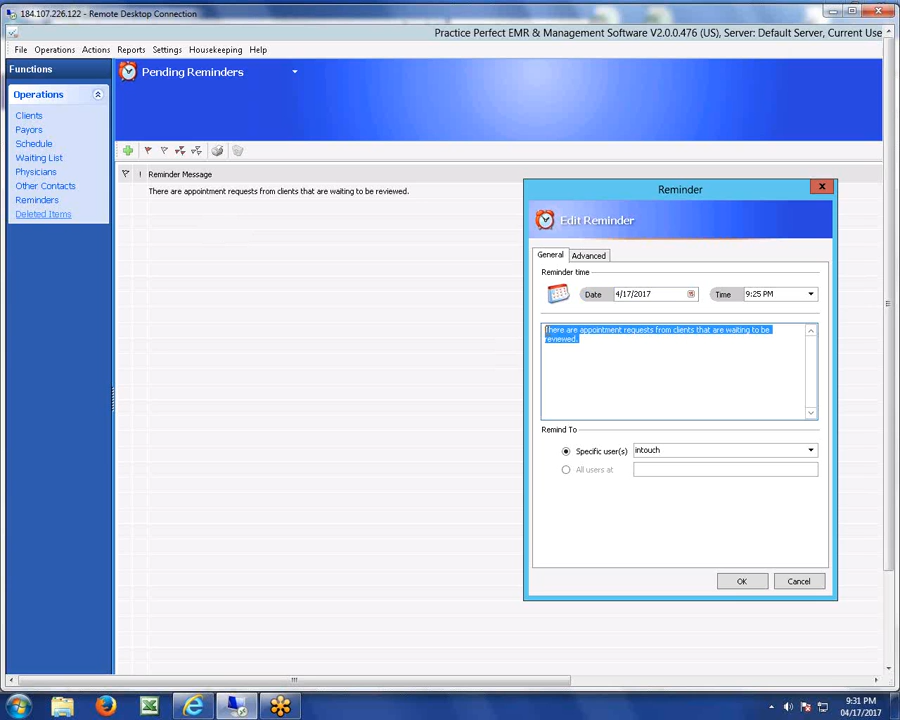 184.107.226.122 - Remote Desktop Connection
Practice Perfect EMR & Management Software V2.0.0.476 (US), Server: Default Server, Current Use
File Operations Actions Reports Settings Housekeeping Help
Functions
Pending Reminders
Operations
Clients
Payors
Schedule
Waiting List
Physicians
Other Contacts
Reminders
Deleted Items
! Reminder Message
There are appointment requests from clients that are waiting to be reviewed.
Reminder
Edit Reminder
General Advanced
Reminder time
Date 4/17/2017 Time 9:25 PM
There are appointment requests from clients that are waiting to be
reviewed.
Remind To
Specific user(s) intouch
All users at
OK Cancel
9:31 PM
04/17/2017